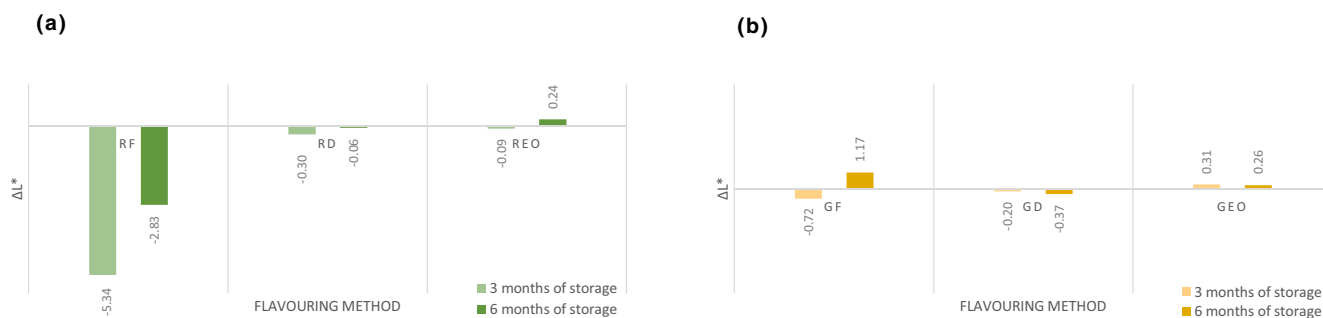 (a)
0.24
RF
RD
REO
-0.30
-0.06
-0.09
ΔL*
-2.83
-5.34
FLAVOURING METHOD
3 months of storage
6 months of storage
(b)
1.17
0.31
0.26
GF
GD
GEO
-0.72
-0.20
-0.37
ΔL*
FLAVOURING METHOD
3 months of storage
6 months of storage